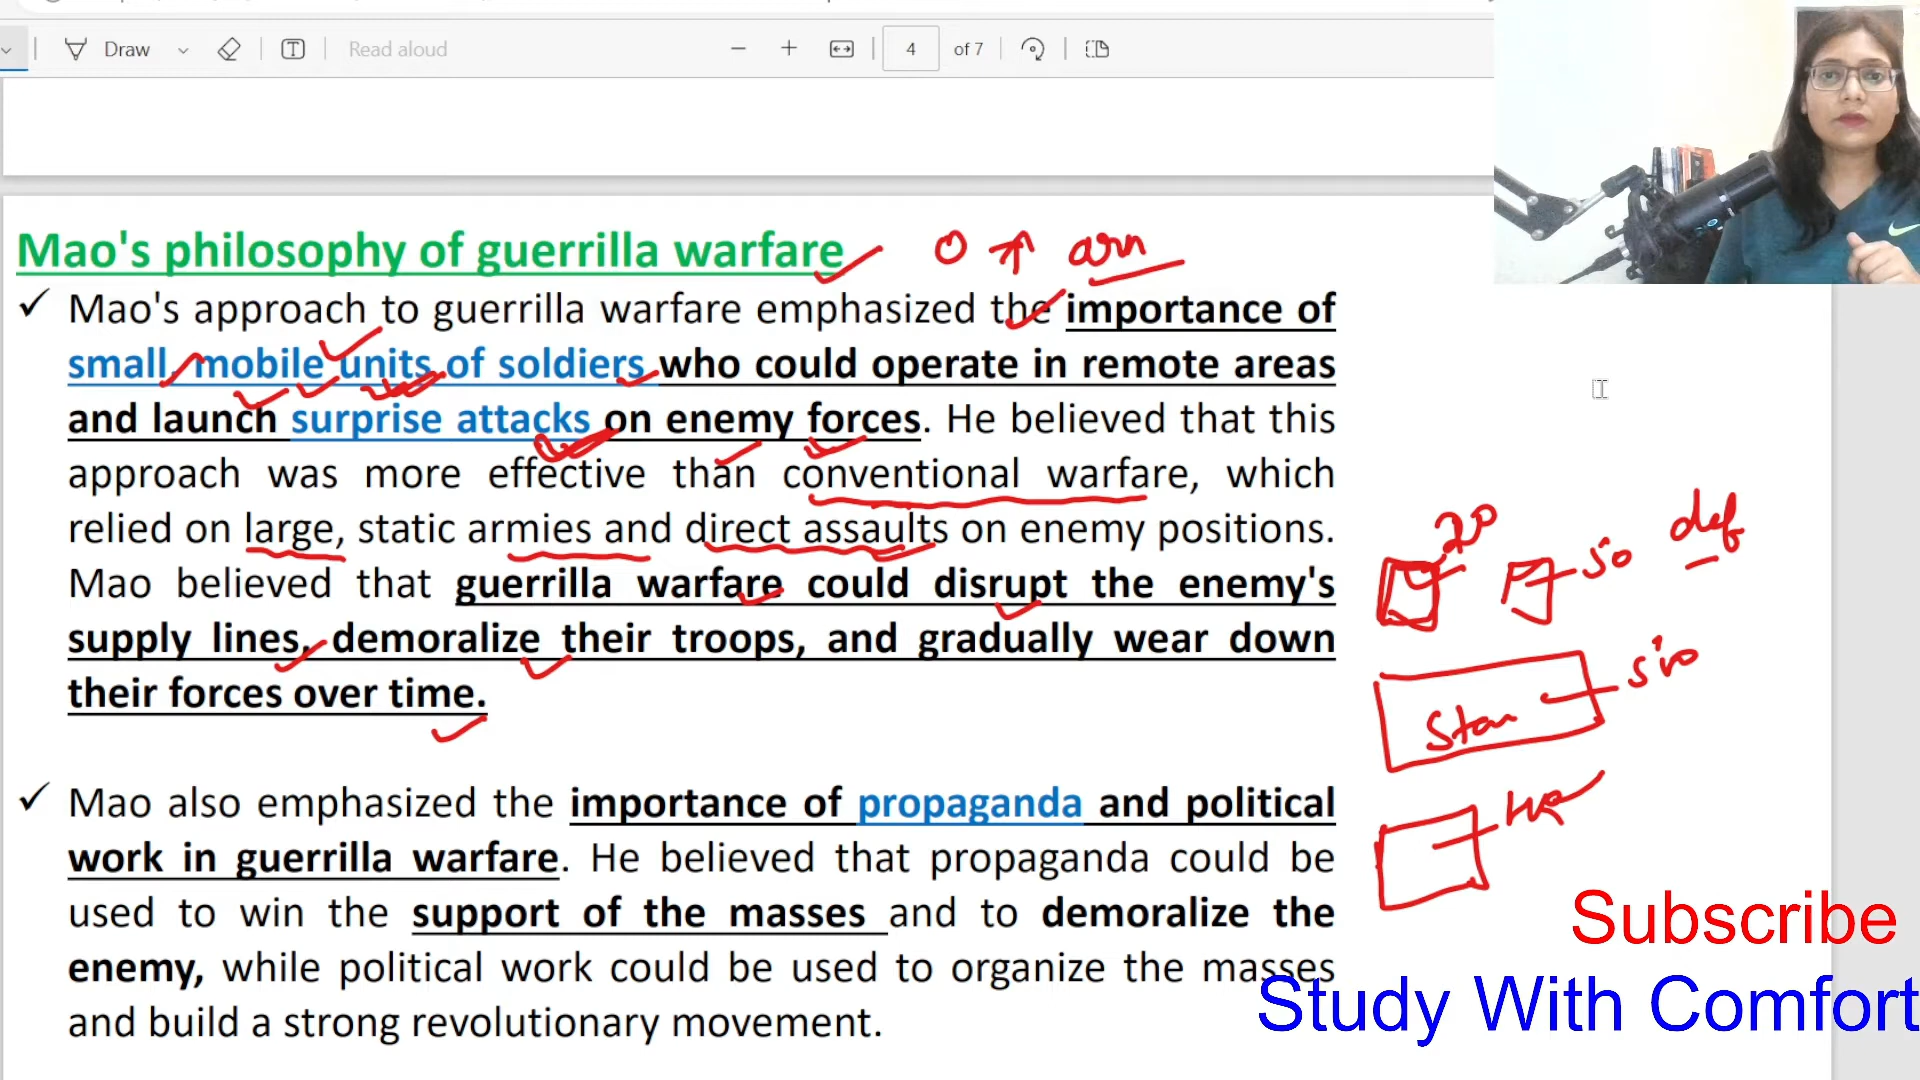 Draw
Read aloud
4 of 7
Mao's philosophy of guerrilla warfare
Mao's approach to guerrilla warfare emphasized the importance of
small, mobile units of soldiers who could operate in remote areas
and launch surprise attacks on enemy forces. He believed that this
approach was more effective than conventional warfare, which
relied on large, static armies and direct assaults on enemy positions.
Mao believed that guerrilla warfare could disrupt the enemy's
supply lines, demoralize their troops, and gradually wear down
their forces over time.
20
50
def
Mao also emphasized the importance of propaganda and political
work in guerrilla warfare. He believed that propaganda could be
used to win the support of the masses and to demoralize the
enemy, while political work could be used to organize the masses
and build a strong revolutionary movement.
Subscribe
Study With Comfort